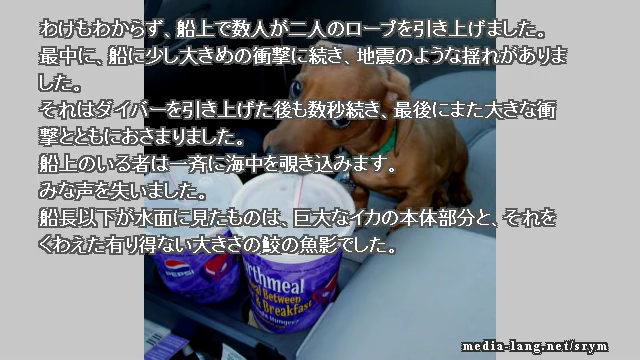 わけもわからず、船上で数人が二人のロープを引き上げました。
最中に、船に少し大きめの衝撃に続き、地震のような揺れがありま
した。
それはダイバーを引き上げた後も数秒続き、最後にまた大きな衝
撃とともにおさまりました。
船上のいる者は一斉に海中を覗き込みます。
みな声を失いました。
船長以下が水面に見たものは、巨大なイカの本体部分と、それを
くわえた有り得ない大きさの鮫の魚影でした。
PEPSI
rthmeal
al Between
& Breakfast
media-lang.net/srym